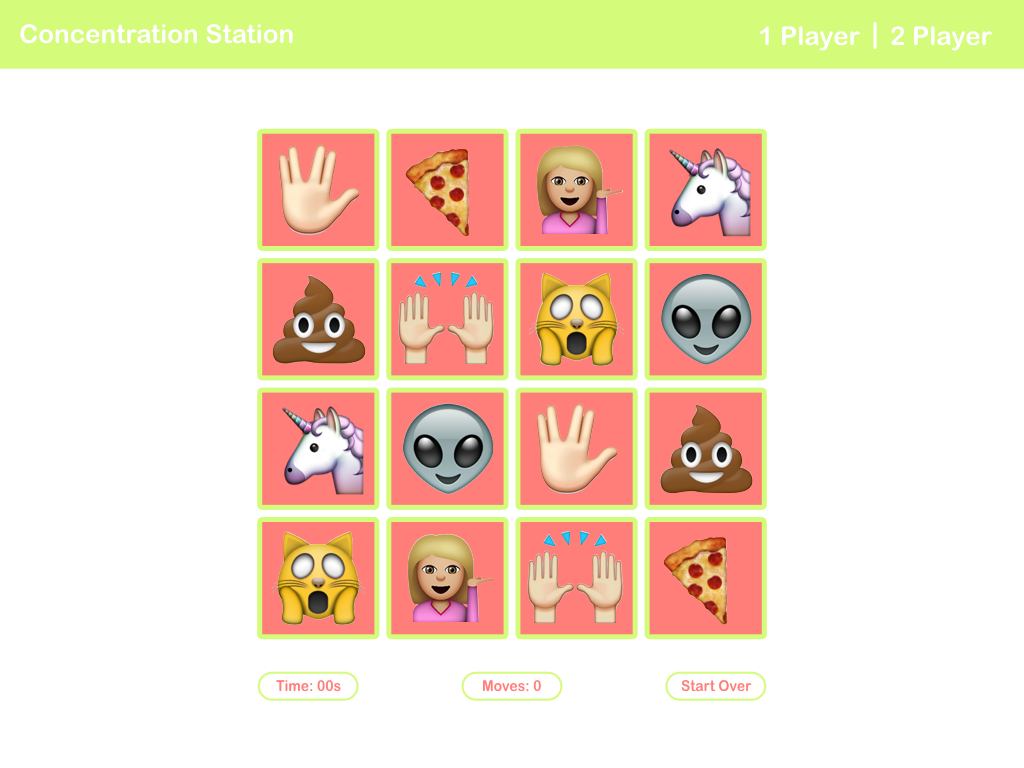 Concentration Station
1 Player | 2 Player
Time: 00s
Moves: 0
Start Over